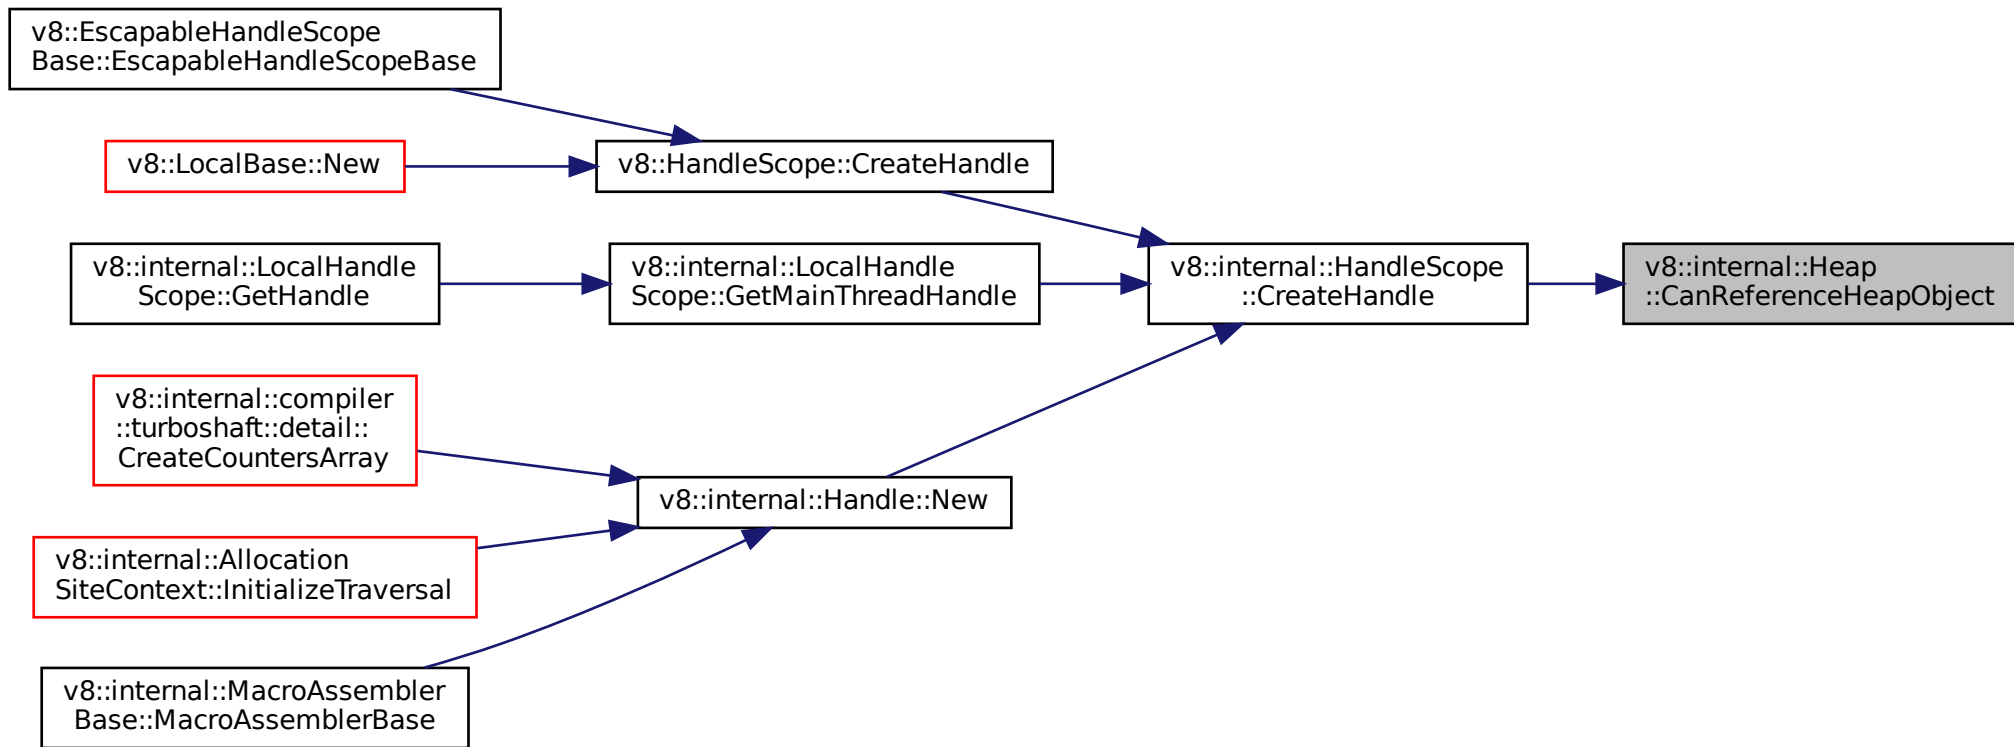 v8::EscapableHandleScope
Base::EscapableHandleScopeBase
v8::LocalBase::New
v8::HandleScope::CreateHandle
v8::internal::LocalHandle
Scope::GetHandle
v8::internal::LocalHandle
Scope::GetMainThreadHandle
v8::internal::HandleScope
::CreateHandle
v8::internal::Heap
::CanReferenceHeapObject
v8::internal::compiler
::turboshaft::detail::
CreateCountersArray
v8::internal::Handle::New
v8::internal::Allocation
SiteContext::InitializeTraversal
v8::internal::MacroAssembler
Base::MacroAssemblerBase